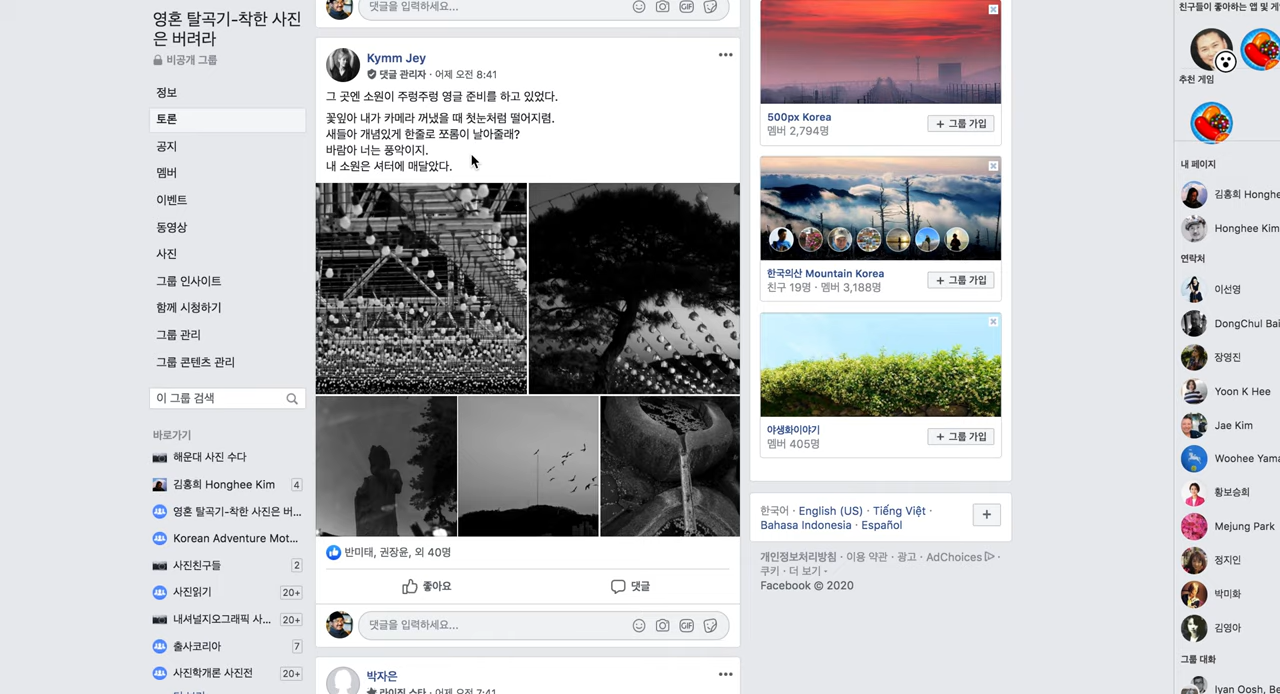 영혼 탈곡기-착한 사진
은 버려라
비공개 그룹
정보
토론
공지
멤버
이벤트
동영상
사진
그룹 인사이트
함께 시청하기
그룹 관리
그룹 콘텐츠 관리
이 그룹 검색
바로가기
해운대 사진 수다
김홍희 Honghee Kim 4
영혼 탈곡기-착한 사진은 버...
Korean Adventure Mot...
사진친구들 2
사진읽기 20+
내셔널지오그래픽 사... 20+
출사코리아 7
사진학개론 사진전 20+
댓글을 입력하세요...
GIF
Kymm Jey
댓글 관리자 · 어제 오전 8:41
그 곳엔 소원이 주렁주렁 영글 준비를 하고 있었다.
꽃잎아 내가 카메라 꺼냈을 때 첫눈처럼 떨어지렴.
새들아 개념있게 한줄로 쪼롬이 날아줄래?
바람아 너는 풍악이지.
내 소원은 셔터에 매달았다.
반미태, 권장윤, 외 40명
좋아요
댓글
댓글을 입력하세요...
GIF
박자은
라이징 스타 · 어제 오전 7:41
500px Korea
멤버 2,794명
+ 그룹 가입
한국의산 Mountain Korea
친구 19명 · 멤버 3,188명
+ 그룹 가입
야생화이야기
멤버 405명
+ 그룹 가입
한국어 · English (US) · Tiếng Việt ·
Bahasa Indonesia · Español
개인정보처리방침 · 이용 약관 · 광고 · AdChoices ·
쿠키 · 더 보기 ·
Facebook © 2020
친구들이 좋아하는 앱 및 게
추천 게임
내 페이지
김홍희 Honghe
Honghee Kim
연락처
이선영
DongChul Bai
장영진
Yoon K Hee
Jae Kim
Woohee Yama
황보승희
Mejung Park
정지인
박미화
김영아
그룹 대화